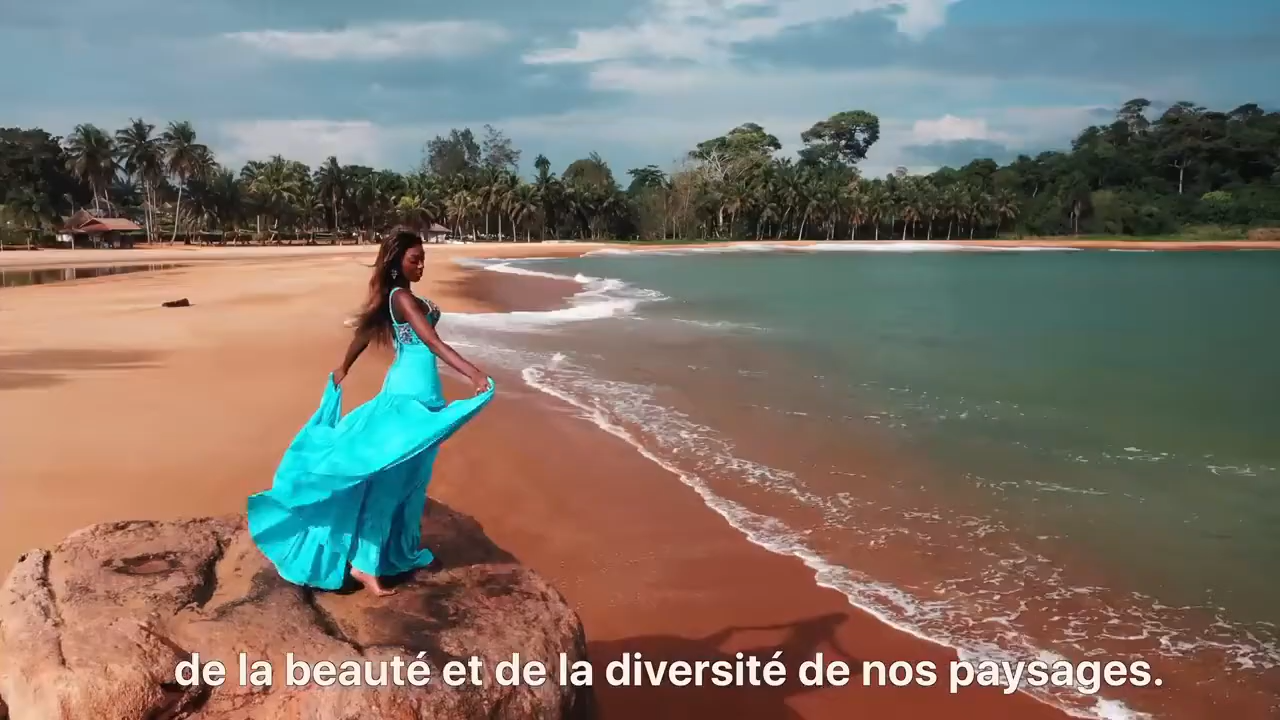 de la beauté et de la diversité de nos paysages.